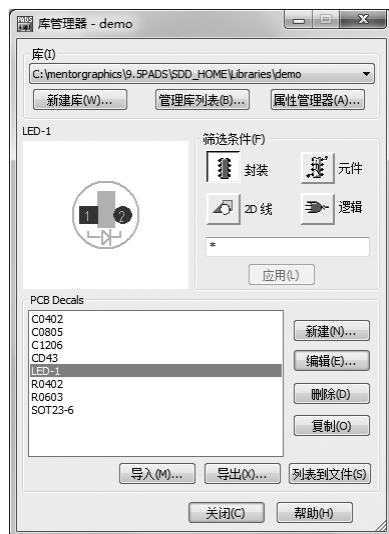 库管理器 - demo
库(I)
C:\mentorgraphics\9.5PADS\SDD_HOME\Libraries\demo
新建库(W)... 管理库列表(B)... 属性管理器(A)...
LED-1
筛选条件(F)
封装 元件
2D 线 逻辑
*
应用(L)
1 2
PCB Decals
C0402
C0805
C1206
CD43
LED-1
R0402
R0603
SOT23-6
新建(N)...
编辑(E)...
删除(D)
复制(O)
导入(M)... 导出(X)... 列表到文件(S)
关闭(C) 帮助(H)